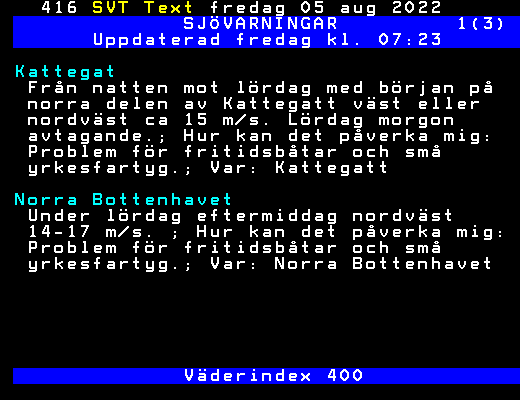 416 SVT Text fredag 05 aug 2022
SJÖVARNINGAR 1(3)
Uppdaterad fredag kl. 07:23
Kattegat
Från natten mot lördag med början på
norra delen av Kattegatt väst eller
nordväst ca 15 m/s. Lördag morgon
avtagande.; Hur kan det påverka mig:
Problem för fritidsbåtar och små
yrkesfartyg.; Var: Kattegatt
Norra Bottenhavet
Under lördag eftermiddag nordväst
14-17 m/s. ; Hur kan det påverka mig:
Problem för fritidsbåtar och små
yrkesfartyg.; Var: Norra Bottenhavet
Väderindex 400